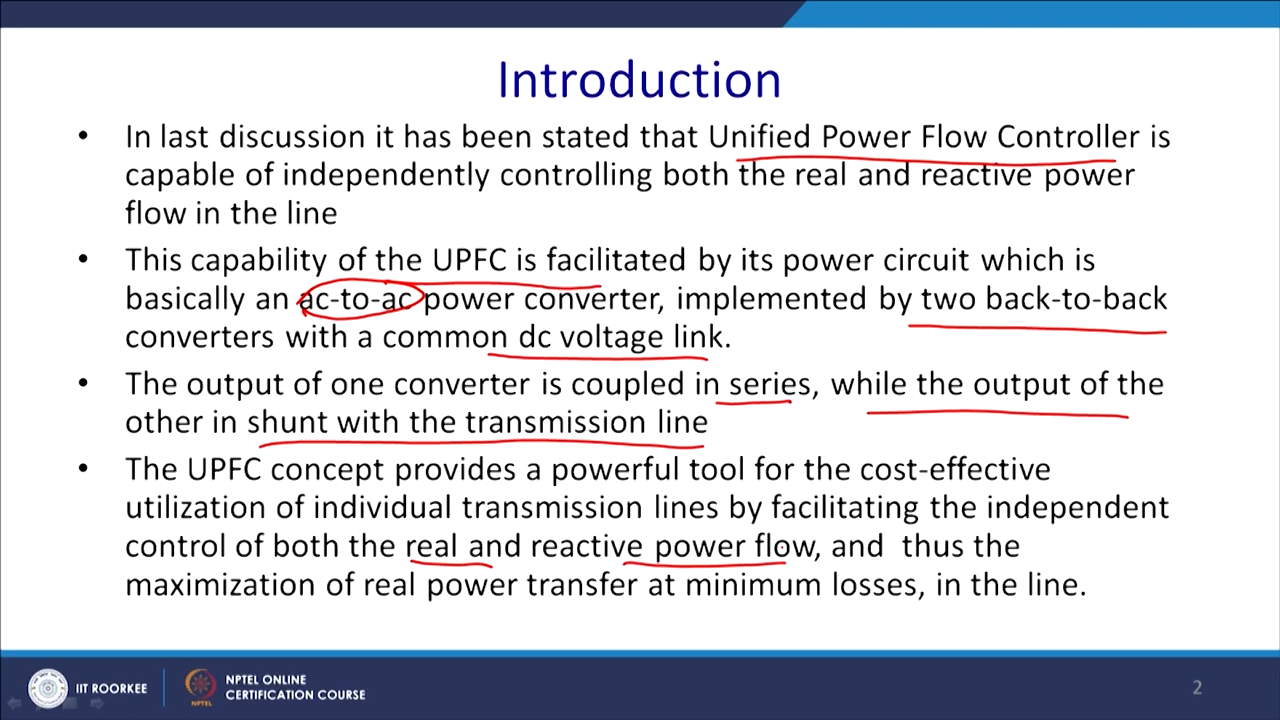 Introduction
• In last discussion it has been stated that Unified Power Flow Controller is
capable of independently controlling both the real and reactive power
flow in the line
• This capability of the UPFC is facilitated by its power circuit which is
basically an ac-to-ac power converter, implemented by two back-to-back
converters with a common dc voltage link.
• The output of one converter is coupled in series, while the output of the
other in shunt with the transmission line
• The UPFC concept provides a powerful tool for the cost-effective
utilization of individual transmission lines by facilitating the independent
control of both the real and reactive power flow, and thus the
maximization of real power transfer at minimum losses, in the line.
IIT ROORKEE
NPTEL
NPTEL ONLINE
CERTIFICATION COURSE
2